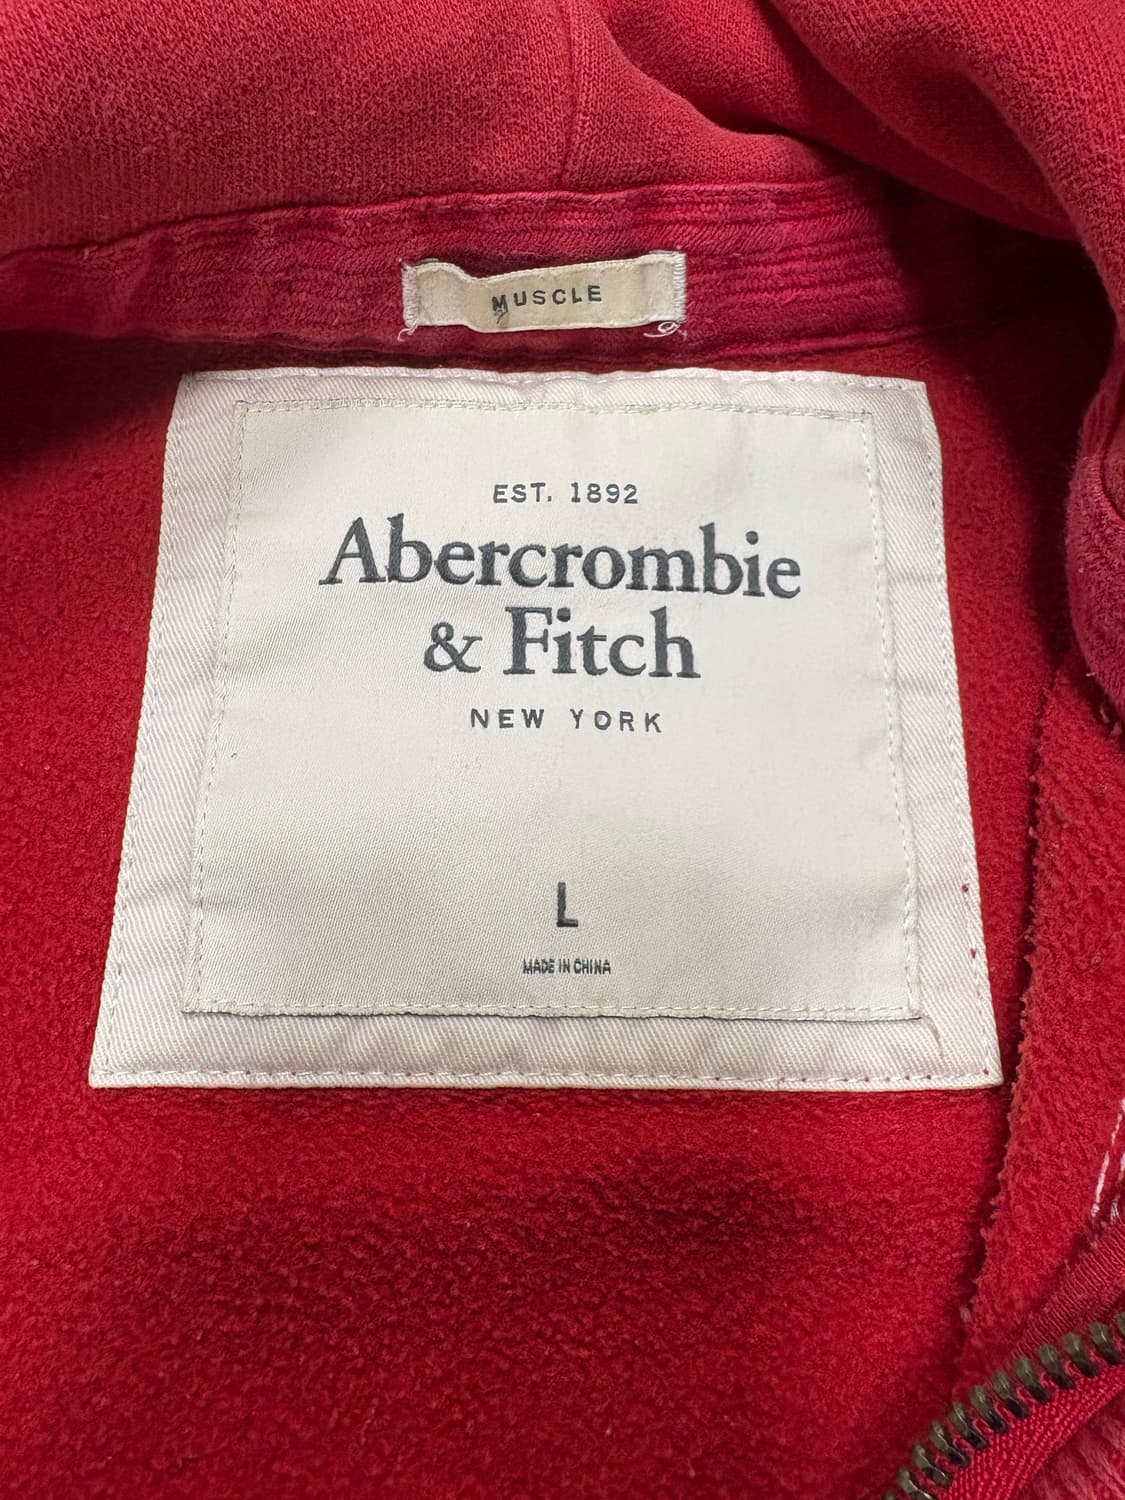 MUSCLE
EST. 1892
Abercrombie
& Fitch
NEW YORK
L
MADE IN CHINA